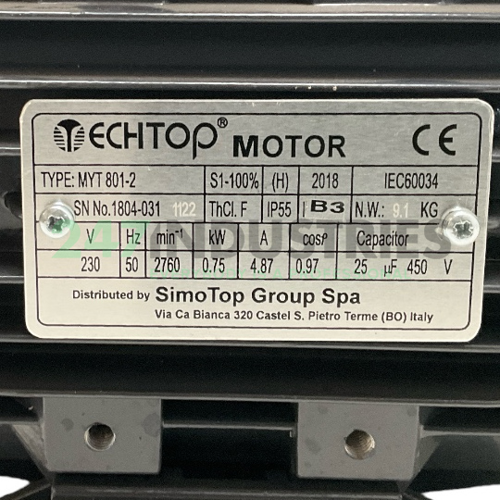 TECHTOP® MOTOR CE
TYPE: MYT 801-2 S1-100% (H) 2018 IEC60034
SN No.1804-031 1122 ThCl. F IP55 IM B3 N.W.: 9.1 KG
V Hz min⁻¹ kW A cosφ Capacitor
230 50 2760 0.75 4.87 0.97 25 µF 450 V
247INDUSTRIES
Distributed by SimoTop Group Spa
Via Ca Bianca 320 Castel S. Pietro Terme (BO) Italy